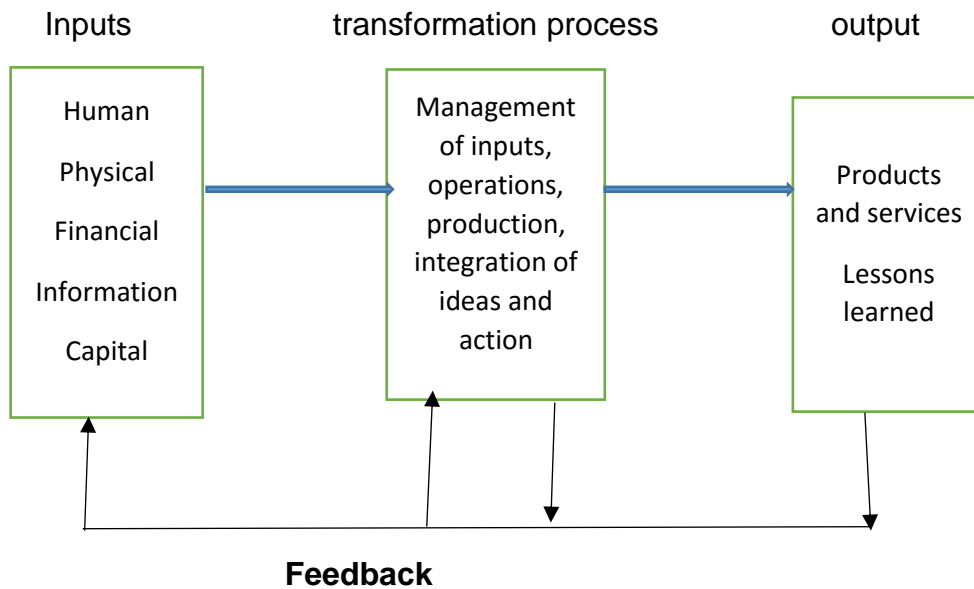 Inputs
transformation process
output
Human
Physical
Financial
Information
Capital
Management
of inputs,
operations,
production,
integration of
ideas and
action
Products
and services
Lessons
learned
Feedback